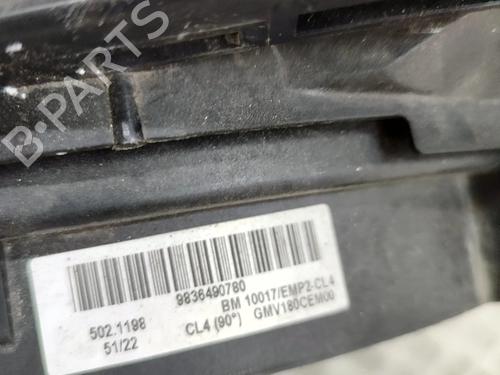 B-PARTS
9836490780
502.1198
BM 10017/EMP2-CL4
51/22
CL4 (90°)
GMV180CEM00